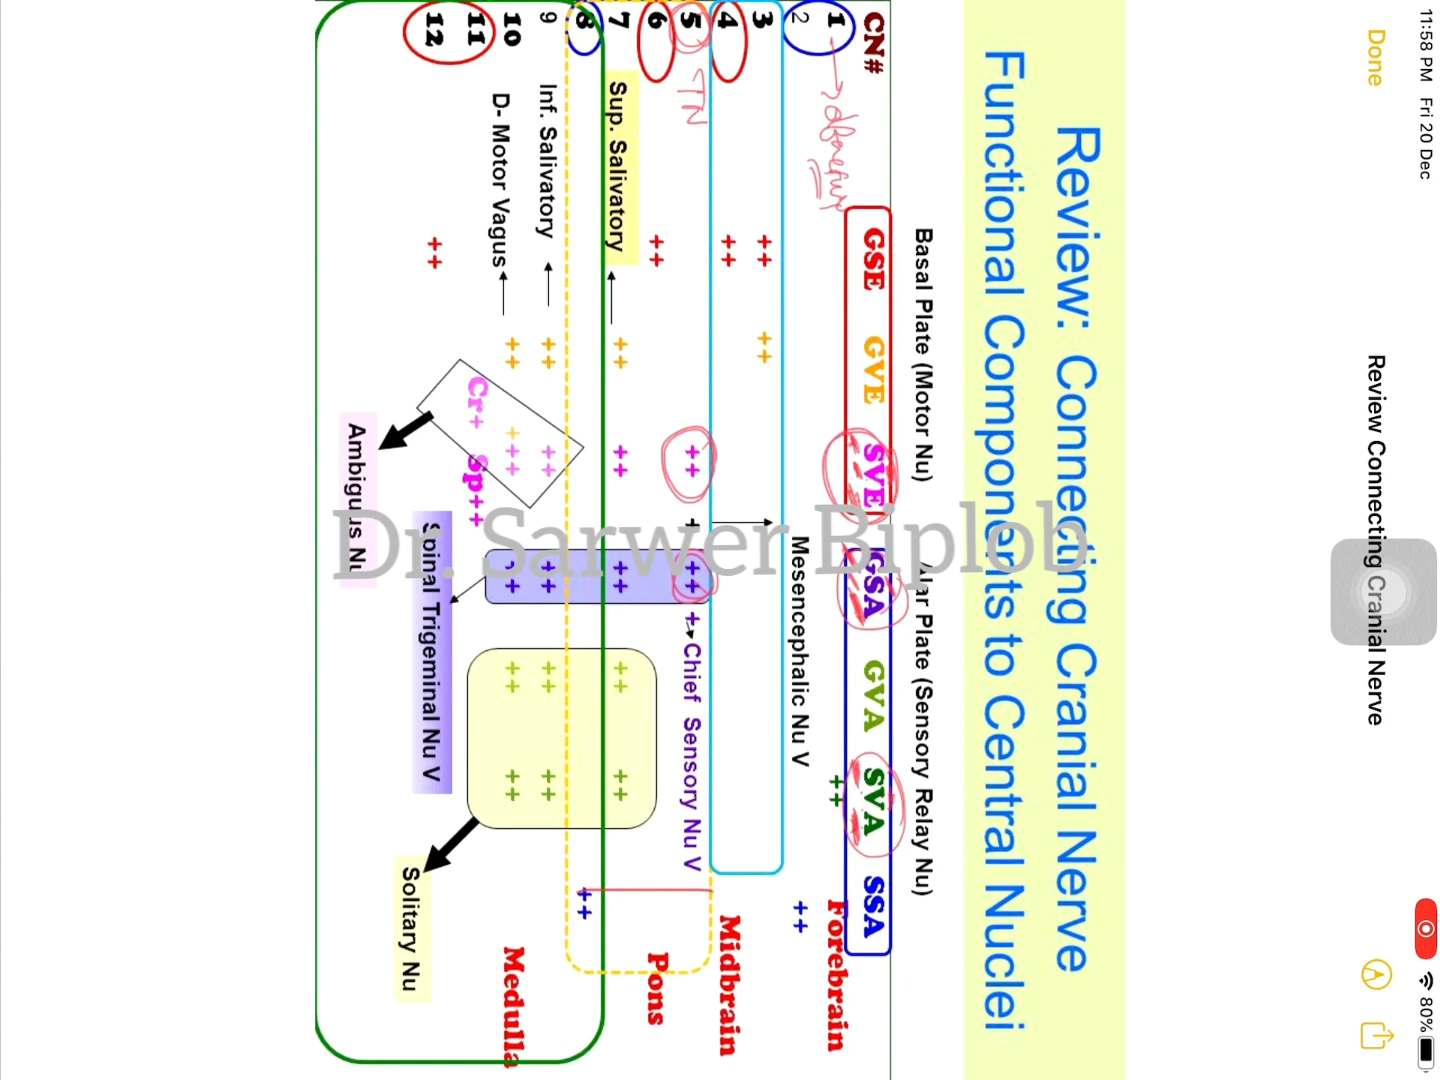 11:58 PM Fri 20 Dec
80%
Done
Review Connecting Cranial Nerve
Review: Connecting Cranial Nerve
Functional Components to Central Nuclei
Basal Plate (Motor Nu) Alar Plate (Sensory Relay Nu)
CN# GSE GVE SVE GSA GVA SVA SSA
1 ++ Forebrain
2 Mesencephalic Nu V ++
3 ++ ++
4 ++ Midbrain
5 TN ++ + ++ + Chief Sensory Nu V
6 ++ Pons
7 Sup. Salivatory ++ ++ ++ ++ ++
8 ++
9 Inf. Salivatory ++ ++ ++ ++ ++
10 D- Motor Vagus ++ +++ ++ ++ ++ Medulla
11 Cr+ Sp++
12 ++ Spinal Trigeminal Nu V
Solitary Nu
Ambiguus Nu
Dr. Sarwer Biplob